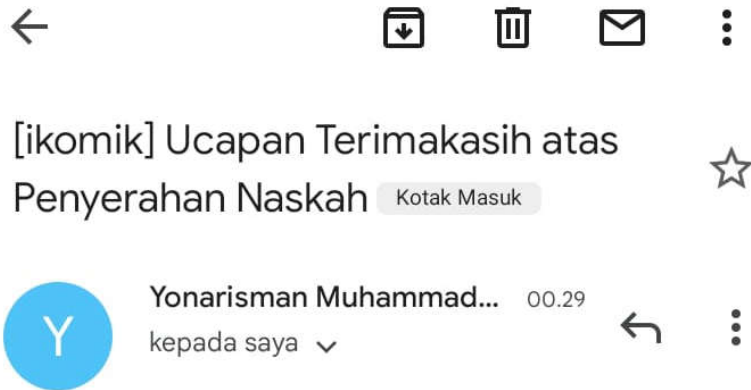 [ikomik] Ucapan Terimakasih atas
Penyerahan Naskah Kotak Masuk
Yonarisman Muhammad... 00.29
kepada saya
Y